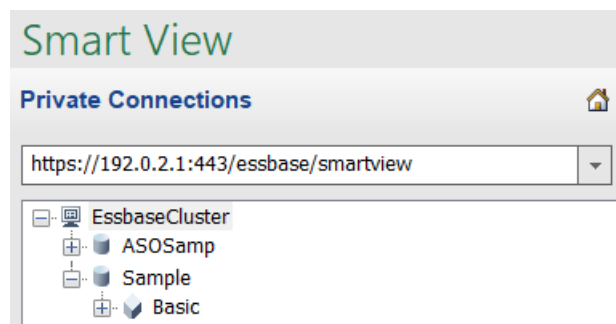 Smart View
Private Connections
https://192.0.2.1:443/essbase/smartview
EssbaseCluster
ASOSamp
Sample
Basic